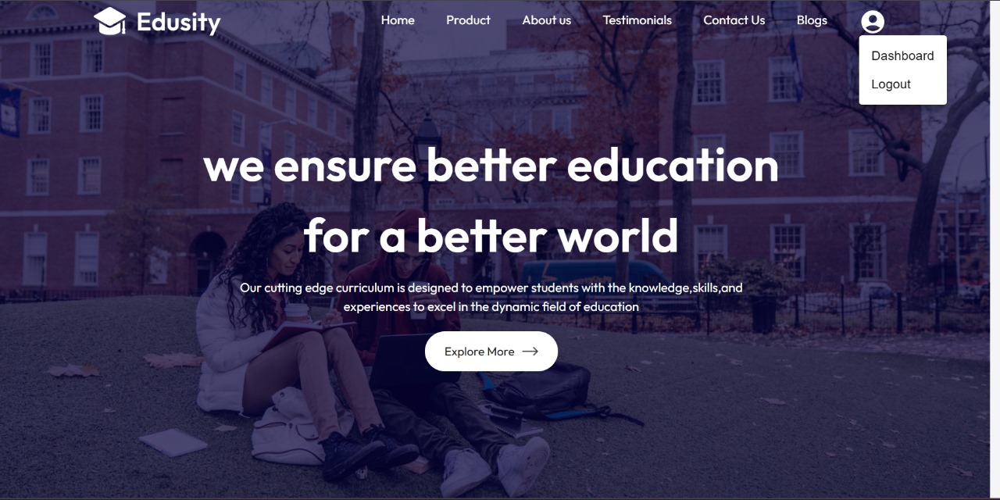 Edusity
Home Product About us Testimonials Contact Us Blogs
Dashboard
Logout
we ensure better education
for a better world
Our cutting edge curriculum is designed to empower students with the knowledge,skills,and
experiences to excel in the dynamic field of education
Explore More